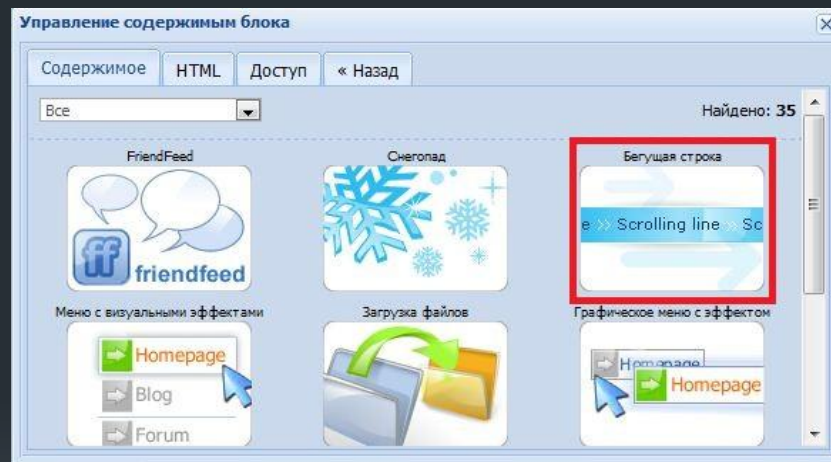 Управление содержимым блока
Содержимое HTML Доступ « Назад
Все Найдено: 35
FriendFeed Снегопад Бегущая строка
e » Scrolling line » Sc
ff friendfeed
Меню с визуальными эффектами Загрузка файлов Графическое меню с эффектом
Homepage Homepage
Homepage
Blog
Forum